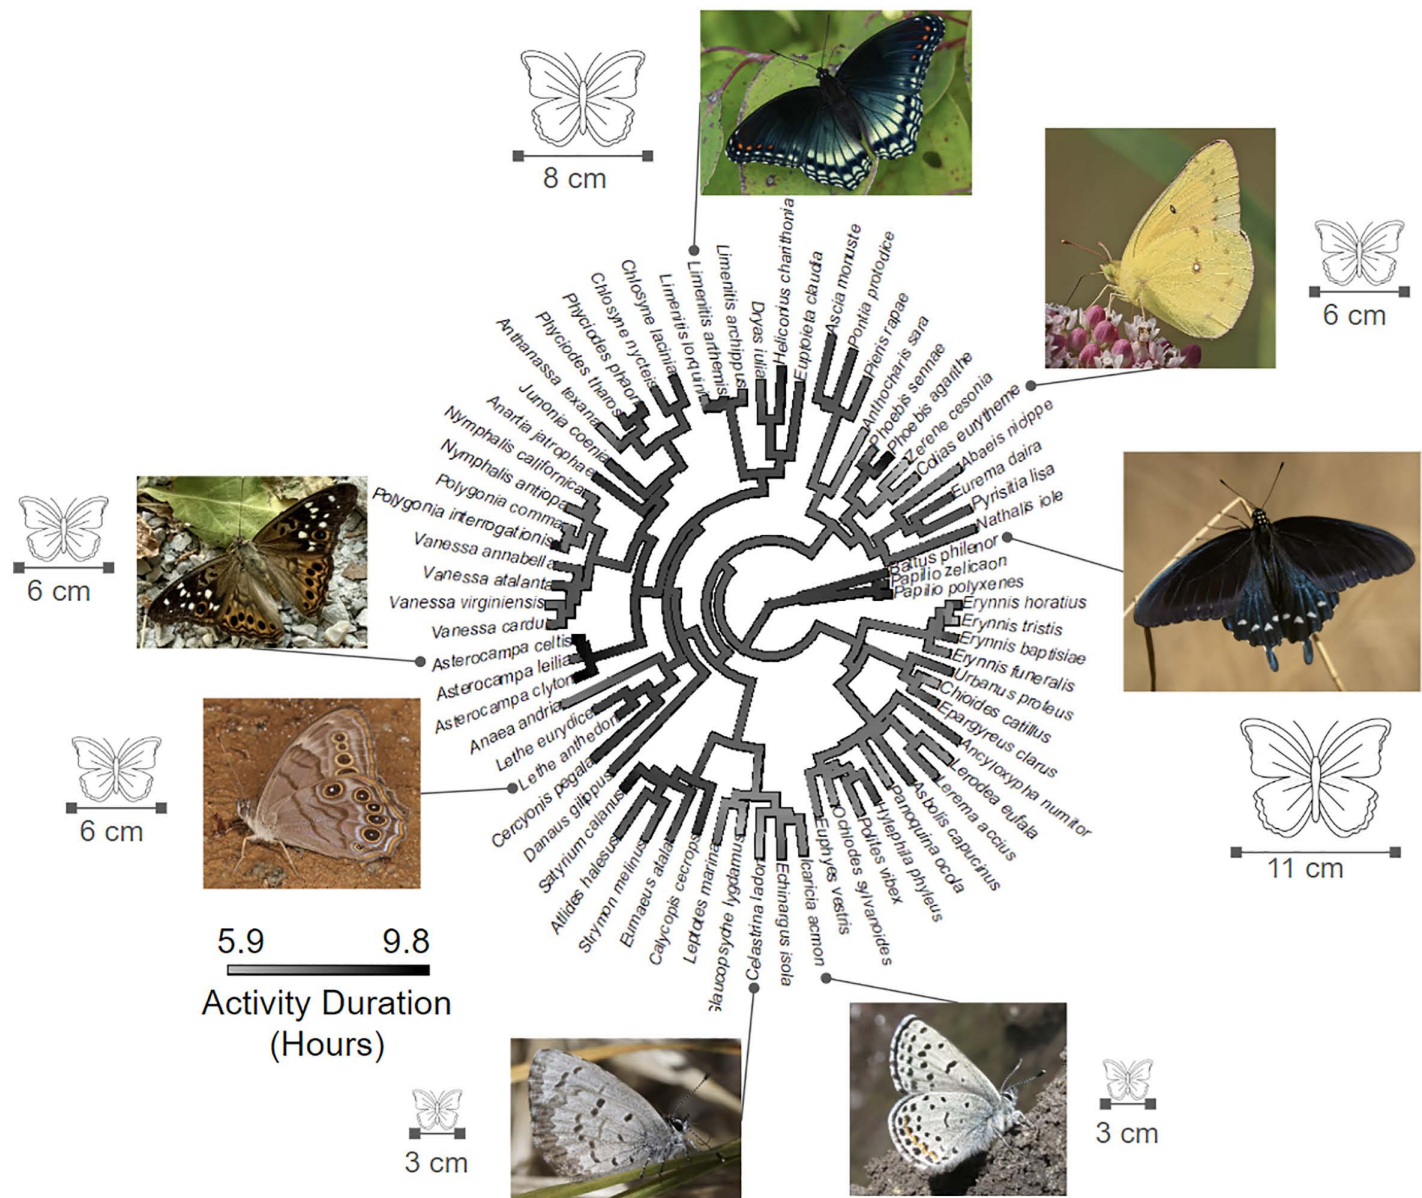 8 cm
6 cm
11 cm
3 cm
3 cm
6 cm
6 cm
5.9 9.8
Activity Duration
(Hours)
Limenitis arthemis
Limenitis archippus
Dryas iulia
Heliconius charithonia
Euptoieta claudia
Ascia monuste
Pontia protodice
Pieris rapae
Anthocharis sara
Phoebis sennae
Phoebis agarithe
Zerene cesonia
Colias eurytheme
Abaeis nicippe
Eurema daira
Pyrisitia lisa
Nathalis iole
Battus philenor
Papilio zelicaon
Papilio polyxenes
Erynnis horatius
Erynnis tristis
Erynnis baptisiae
Erynnis funeralis
Urbanus proteus
Chioides catillus
Epargyreus clarus
Ancyloxypha numitor
Lerodea eufala
Lerema accius
Asbolis capucinus
Panoquina ocola
Hylephila phyleus
Polites vibex
Ochlodes sylvanoides
Euphyes vestris
Icaricia acmon
Echinargus isola
Celastrina ladon
Glaucopsyche lygdamus
Leptotes marina
Calycopis cecrops
Eumaeus atala
Strymon melinus
Atlides halesus
Satyrium calanus
Danaus gilippus
Cercyonis pegala
Lethe anthedon
Lethe eurydice
Anaea andria
Asterocampa clyton
Asterocampa leilia
Asterocampa celtis
Vanessa cardui
Vanessa virginiensis
Vanessa atalanta
Vanessa annabella
Polygonia interrogationis
Polygonia comma
Nymphalis antiopa
Nymphalis californica
Anartia jatrophae
Junonia coenia
Anthanassa texana
Phyciodes tharos
Phyciodes phaon
Chlosyne nycteis
Chlosyne lacinia
Limenitis lorquini